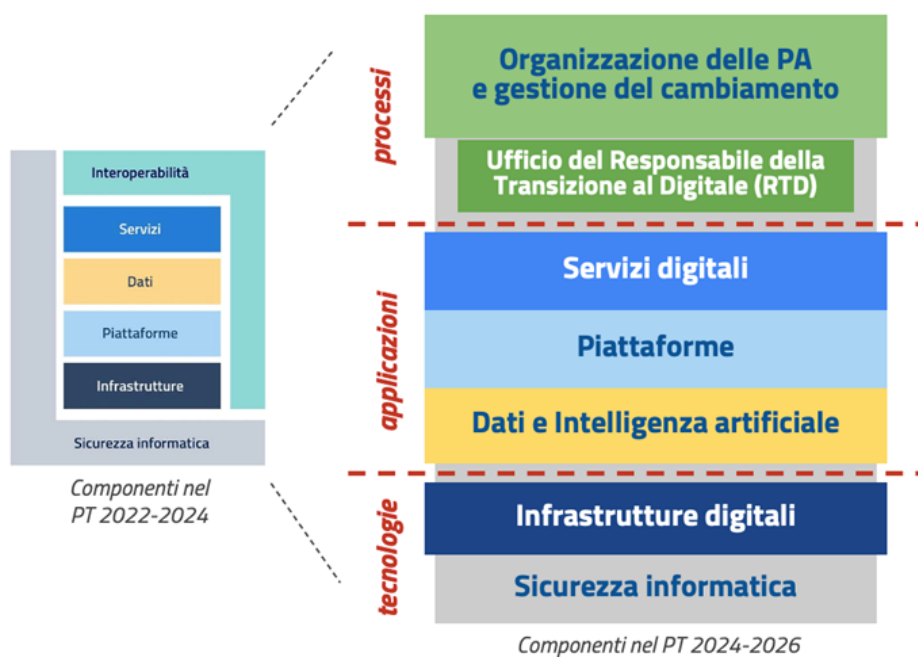 Interoperabilità
Servizi
Dati
Piattaforme
Infrastrutture
Sicurezza informatica
Componenti nel
PT 2022-2024
processi
Organizzazione delle PA
e gestione del cambiamento
Ufficio del Responsabile della
Transizione al Digitale (RTD)
applicazioni
Servizi digitali
Piattaforme
Dati e Intelligenza artificiale
tecnologie
Infrastrutture digitali
Sicurezza informatica
Componenti nel PT 2024-2026